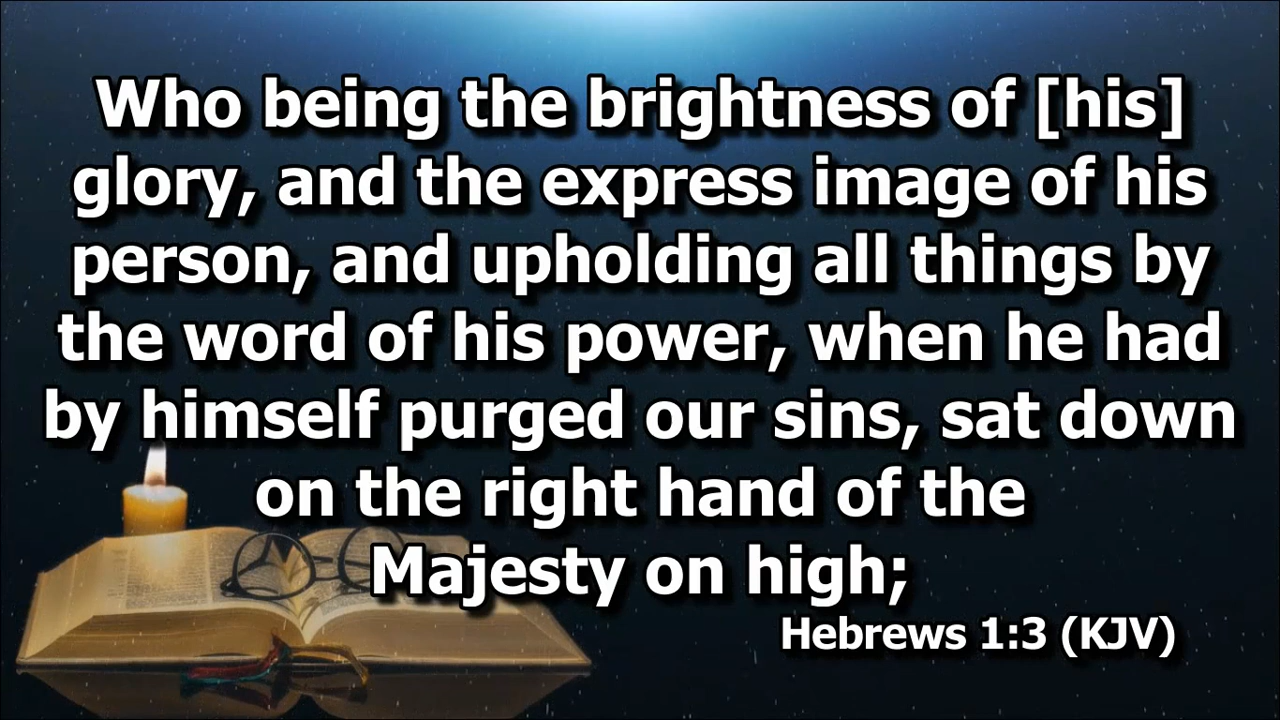 Who being the brightness of [his]
glory, and the express image of his
person, and upholding all things by
the word of his power, when he had
by himself purged our sins, sat down
on the right hand of the
Majesty on high;
Hebrews 1:3 (KJV)